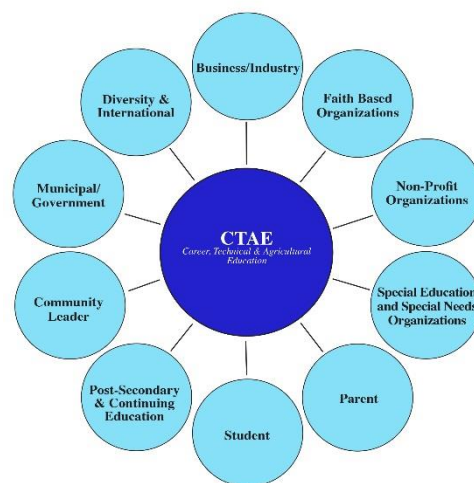 Business/Industry
Faith Based
Organizations
Non-Profit
Organizations
Special Education
and Special Needs
Organizations
Parent
Student
Post-Secondary
& Continuing
Education
Community
Leader
Municipal/
Government
Diversity &
International
CTAE
Career, Technical & Agricultural
Education